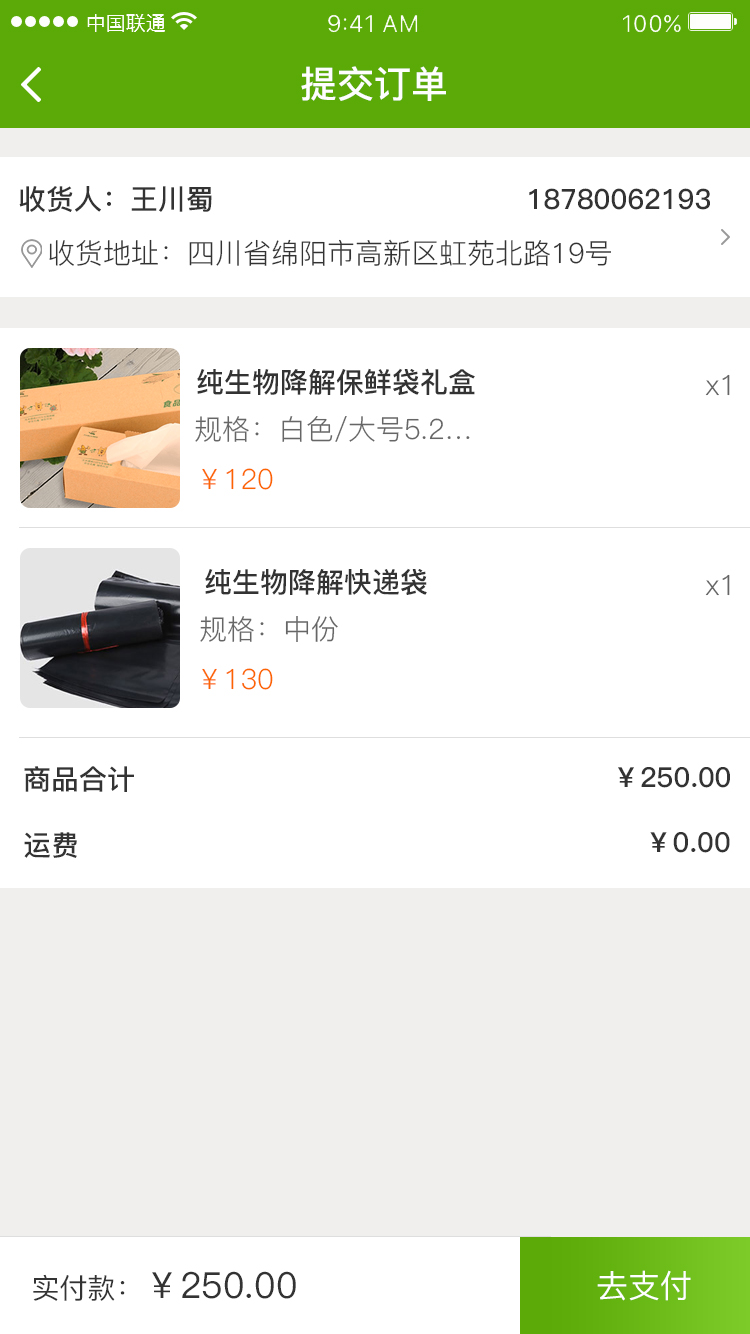 中国联通 9:41 AM 100%
提交订单
收货人：王川蜀 18780062193
收货地址：四川省绵阳市高新区虹苑北路19号
纯生物降解保鲜袋礼盒 x1
规格：白色/大号5.2...
￥120
纯生物降解快递袋 x1
规格：中份
￥130
商品合计 ￥250.00
运费 ￥0.00
实付款：￥250.00 去支付